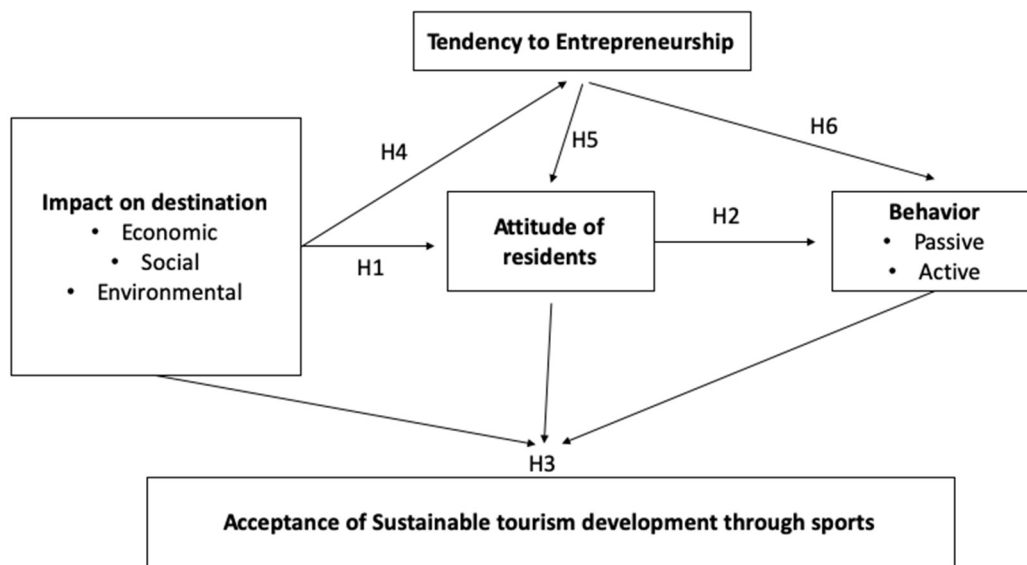 Tendency to Entrepreneurship
H4
H5
H6
Impact on destination
• Economic
• Social
• Environmental
H1
Attitude of
residents
H2
Behavior
• Passive
• Active
H3
Acceptance of Sustainable tourism development through sports